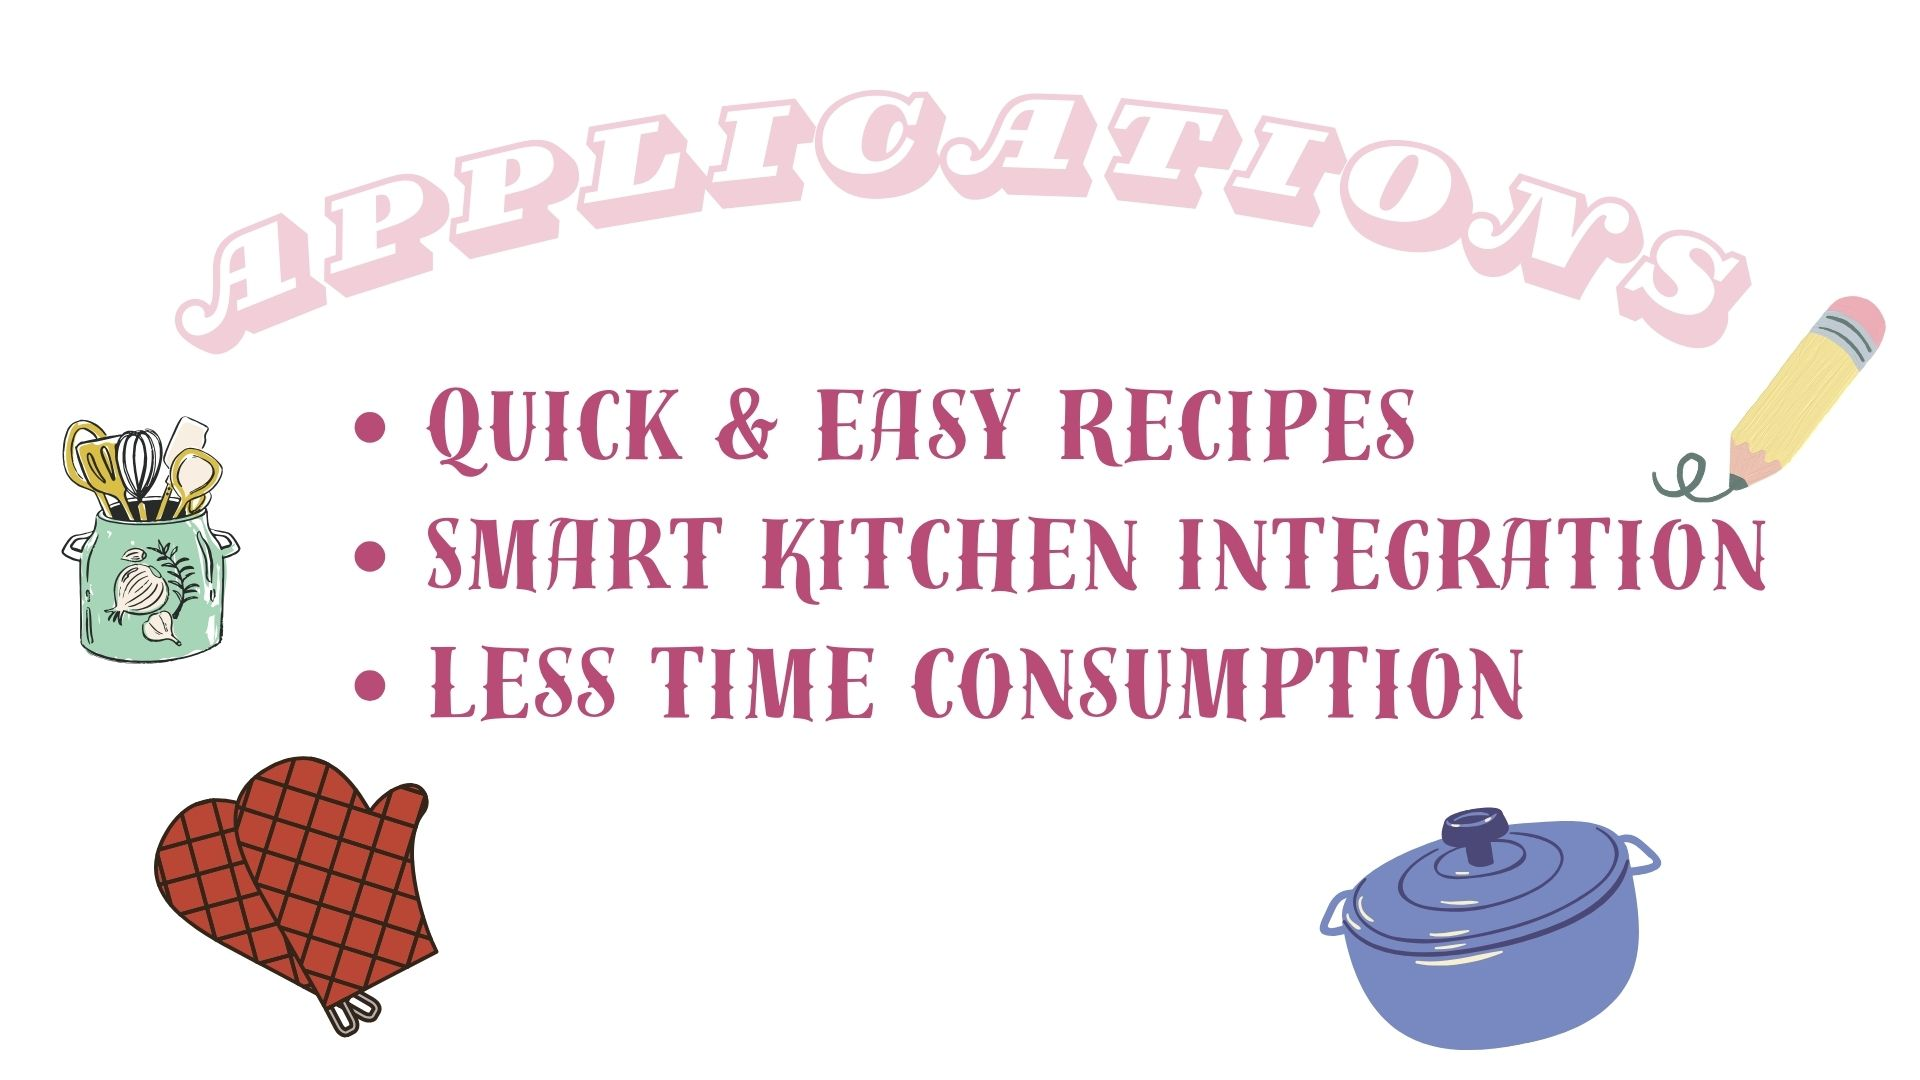 APPLICATIONS
• QUICK & EASY RECIPES
• SMART KITCHEN INTEGRATION
• LESS TIME CONSUMPTION